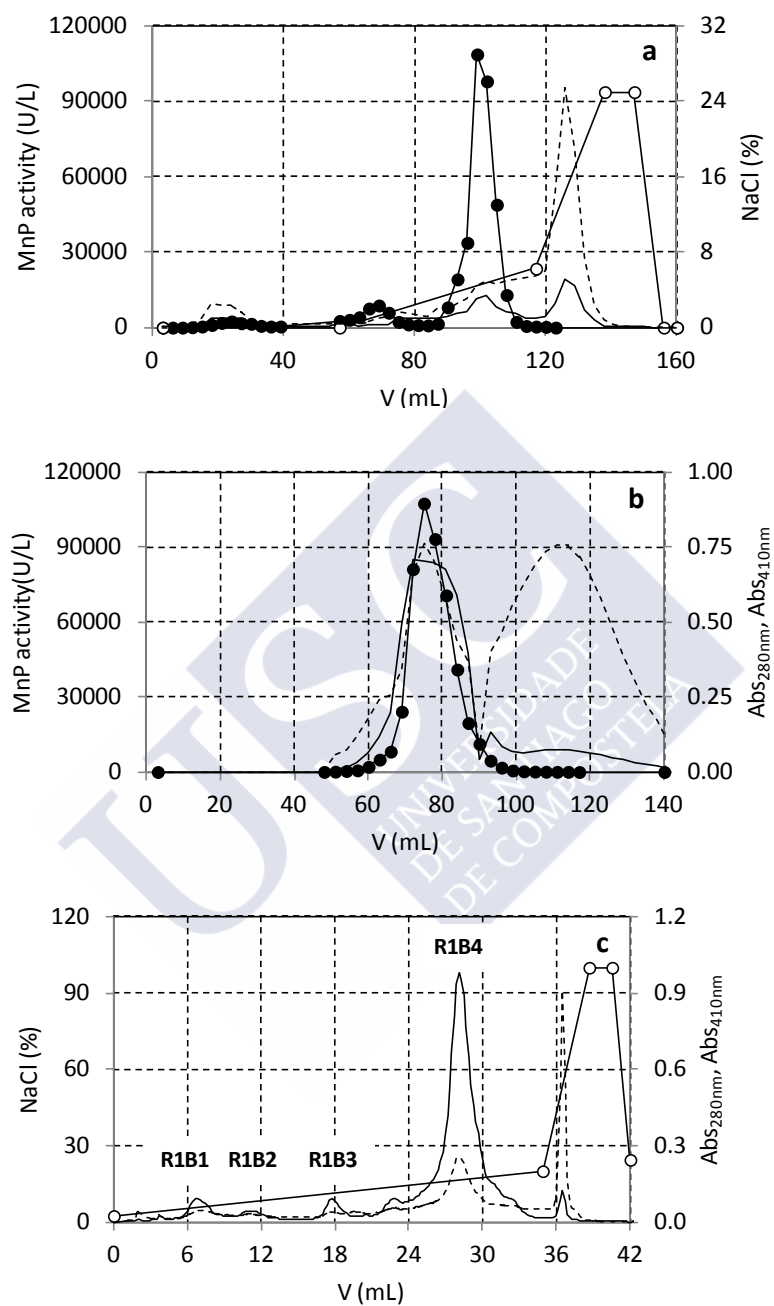 a
120000
90000
60000
30000
0
MnP activity (U/L)
32
24
16
8
0
NaCl (%)
0 40 80 120 160
V (mL)
b
120000
90000
60000
30000
0
MnP activity(U/L)
1.00
0.75
0.50
0.25
0.00
Abs280nm, Abs410nm
0 20 40 60 80 100 120 140
V (mL)
USC
UNIVERSIDADE
DE SANTIAGO
DE COMPOSTELA
c
120
90
60
30
0
NaCl (%)
R1B4
R1B1 R1B2 R1B3
1.2
0.9
0.6
0.3
0.0
Abs280nm, Abs410nm
0 6 12 18 24 30 36 42
V (mL)